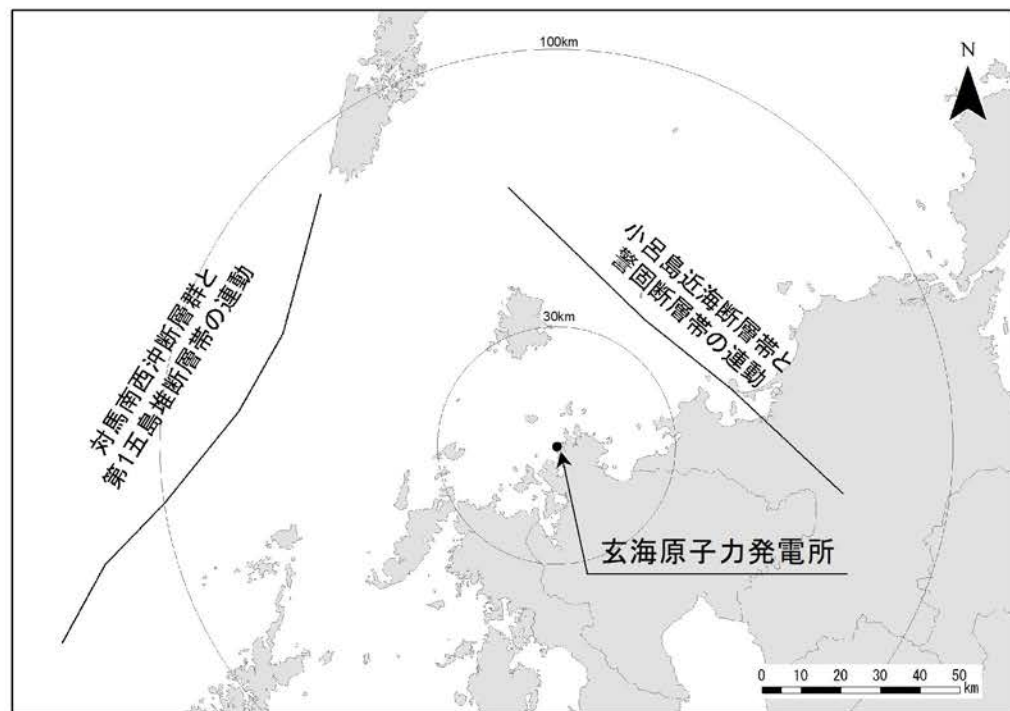 100km
N
対馬南西沖断層群と
第1五島堆断層帯の連動
小呂島近海断層帯と
警固断層帯の連動
30km
玄海原子力発電所
0 10 20 30 40 50
km